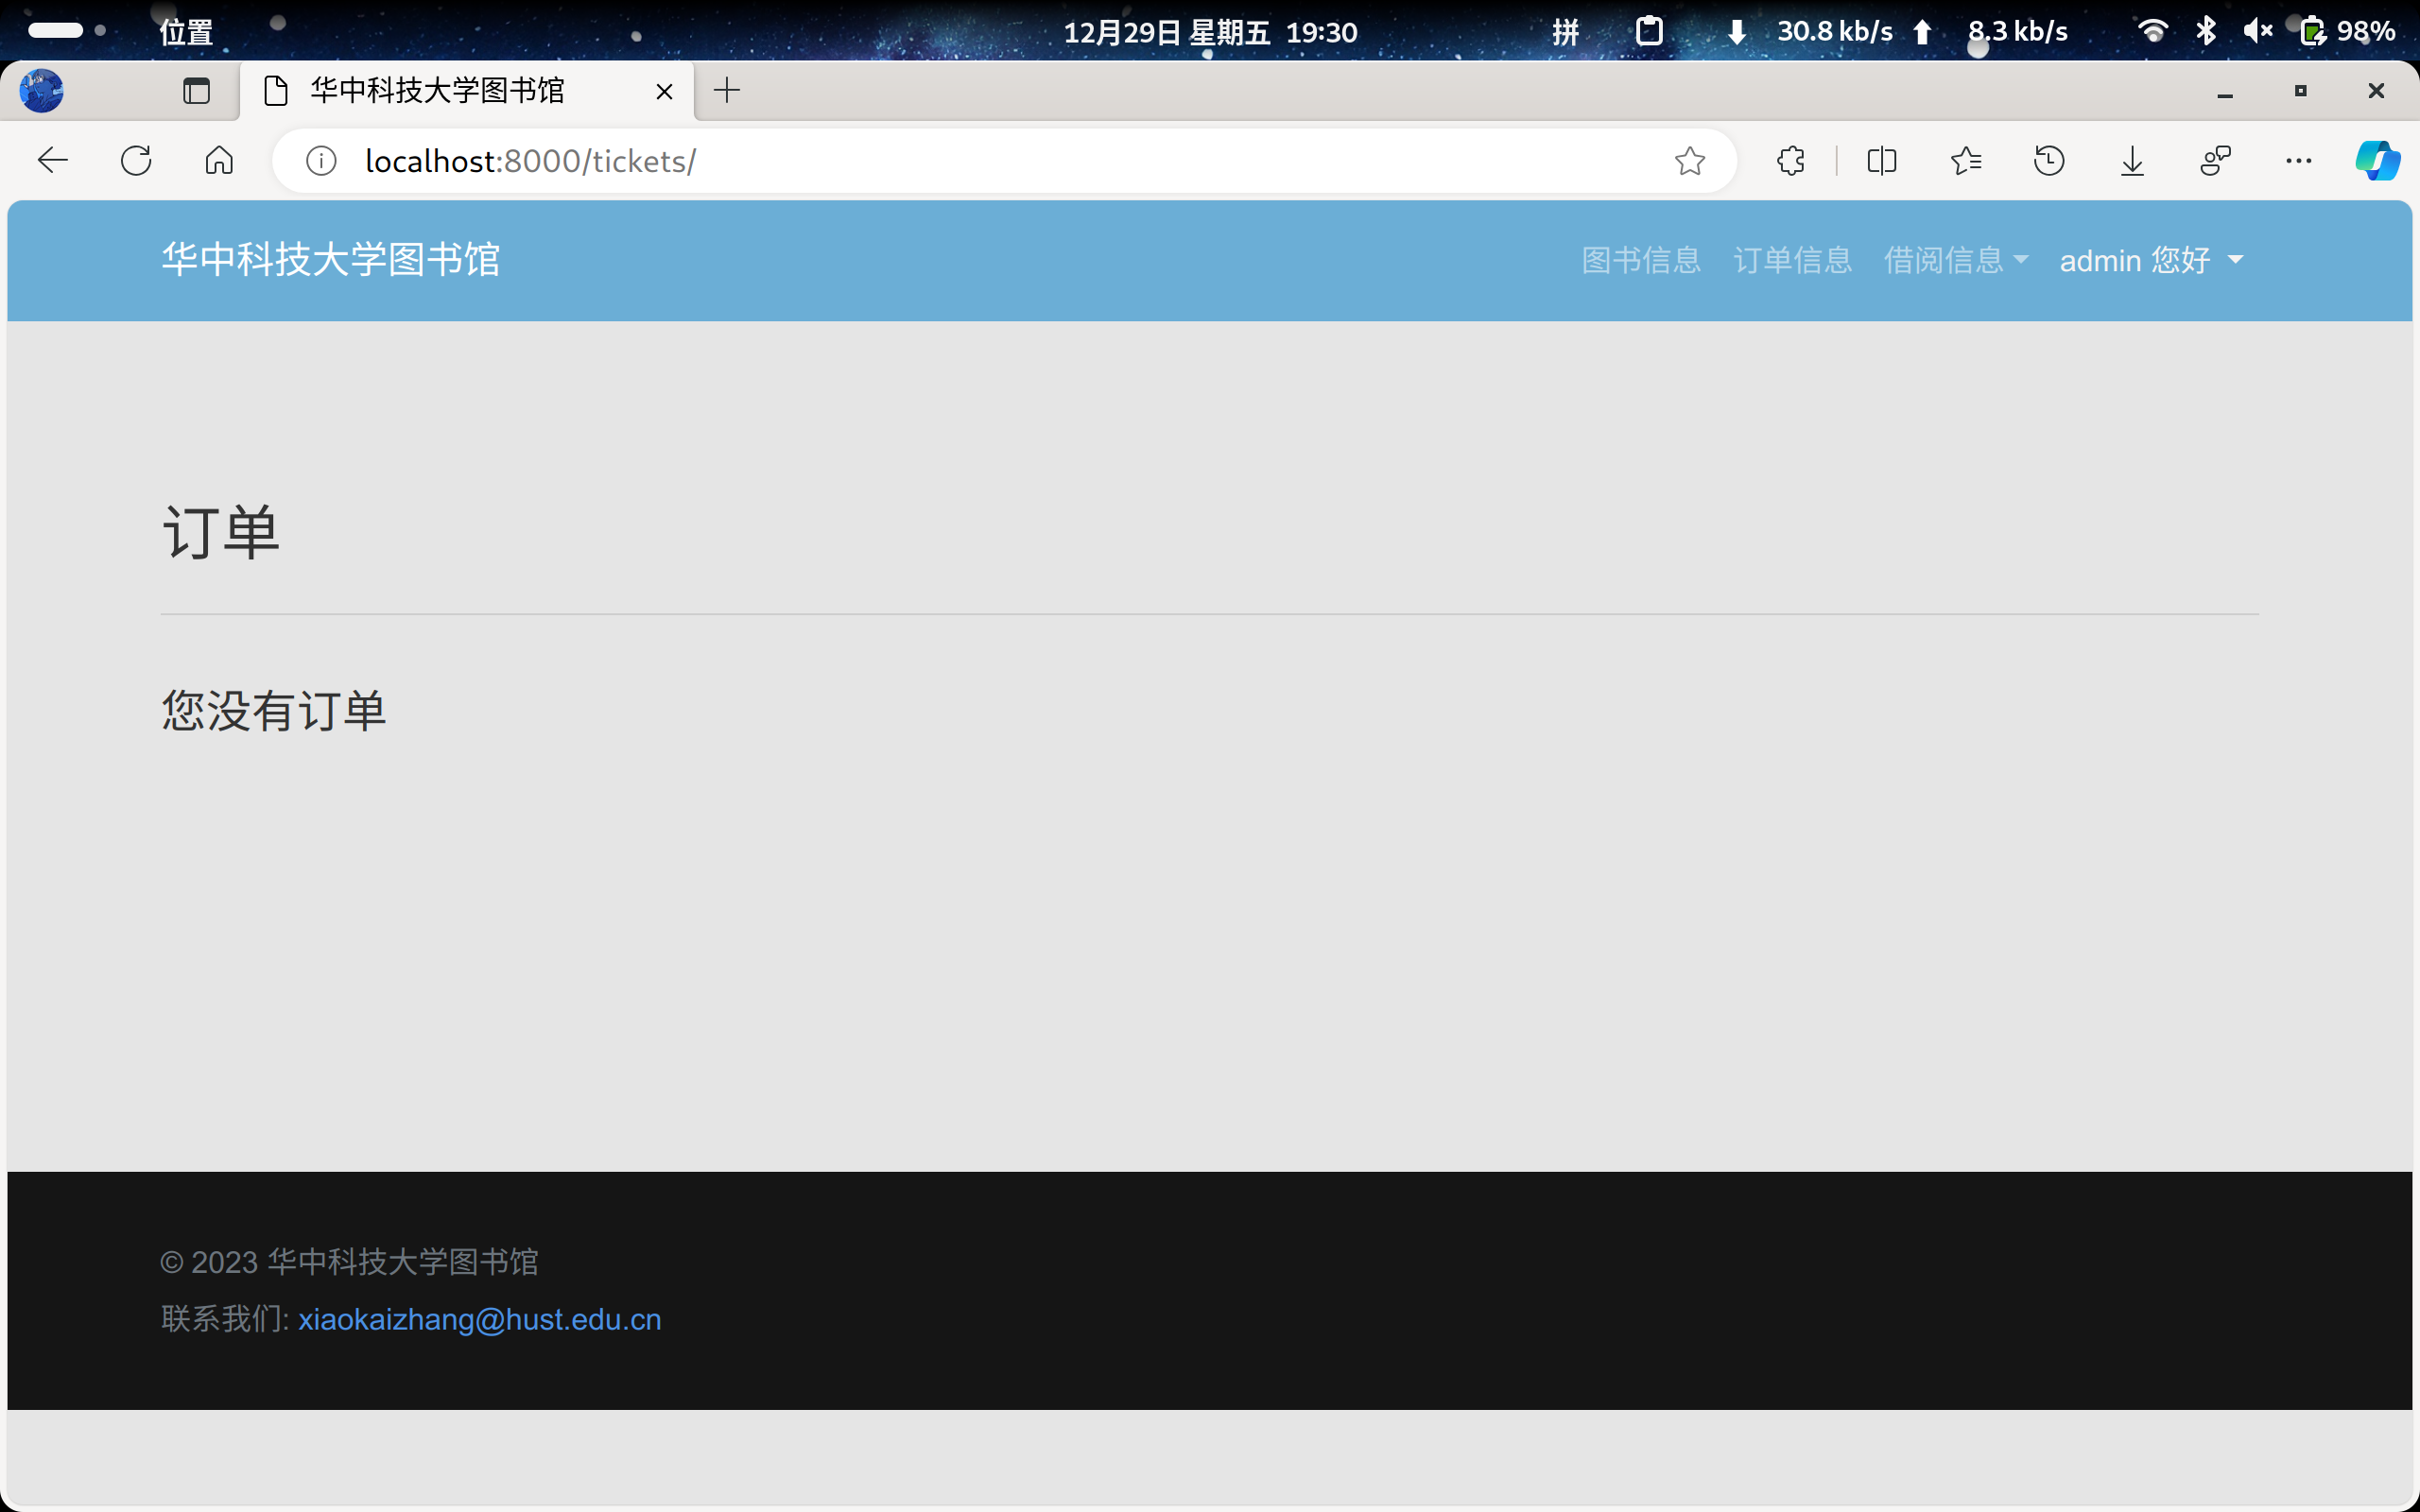 位置 12月29日 星期五 19:30 拼 30.8 kb/s 8.3 kb/s 98%
华中科技大学图书馆
localhost:8000/tickets/
华中科技大学图书馆 图书信息 订单信息 借阅信息 admin 您好
订单
您没有订单
© 2023 华中科技大学图书馆
联系我们: xiaokaizhang@hust.edu.cn